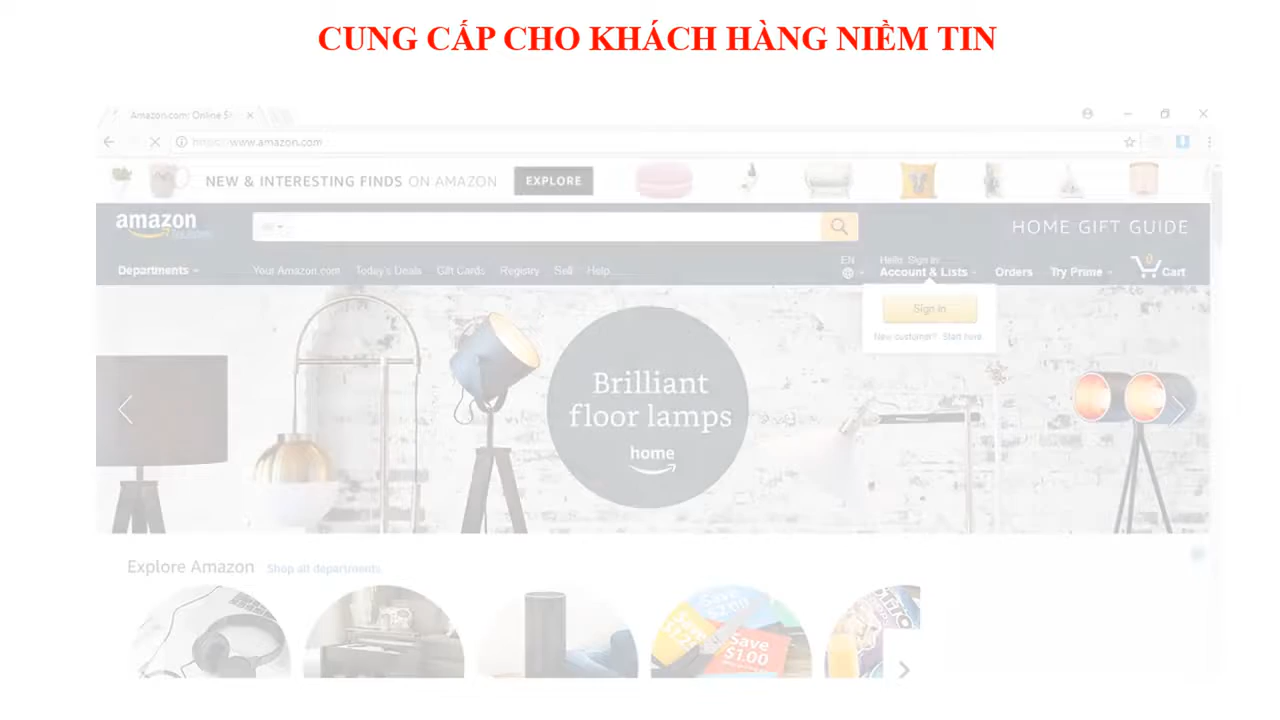 CUNG CẤP CHO KHÁCH HÀNG NIỀM TIN
Amazon.com: Online
www.amazon.com
NEW & INTERESTING FINDS ON AMAZON EXPLORE
amazon
HOME GIFT GUIDE
Departments Your Amazon.com Today's Deals Gift Cards Registry Sell Help
EN
Hello. Sign in
Account & Lists Orders Try Prime 0 Cart
Sign in
New customer? Start here.
Brilliant
floor lamps
home
Explore Amazon Shop all departments
Save
Save
$1.00